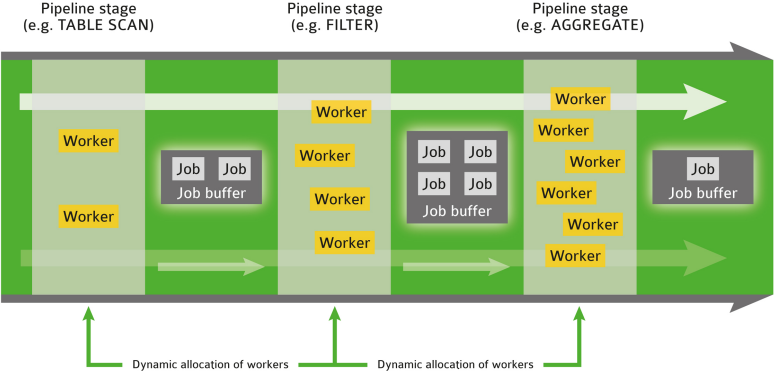 Pipeline stage
(e.g. TABLE SCAN)
Pipeline stage
(e.g. FILTER)
Pipeline stage
(e.g. AGGREGATE)
Worker
Worker
Job Job
Job buffer
Worker
Worker
Worker
Worker
Job Job
Job Job
Job buffer
Worker
Worker
Worker
Worker
Worker
Worker
Job
Job buffer
Dynamic allocation of workers
Dynamic allocation of workers